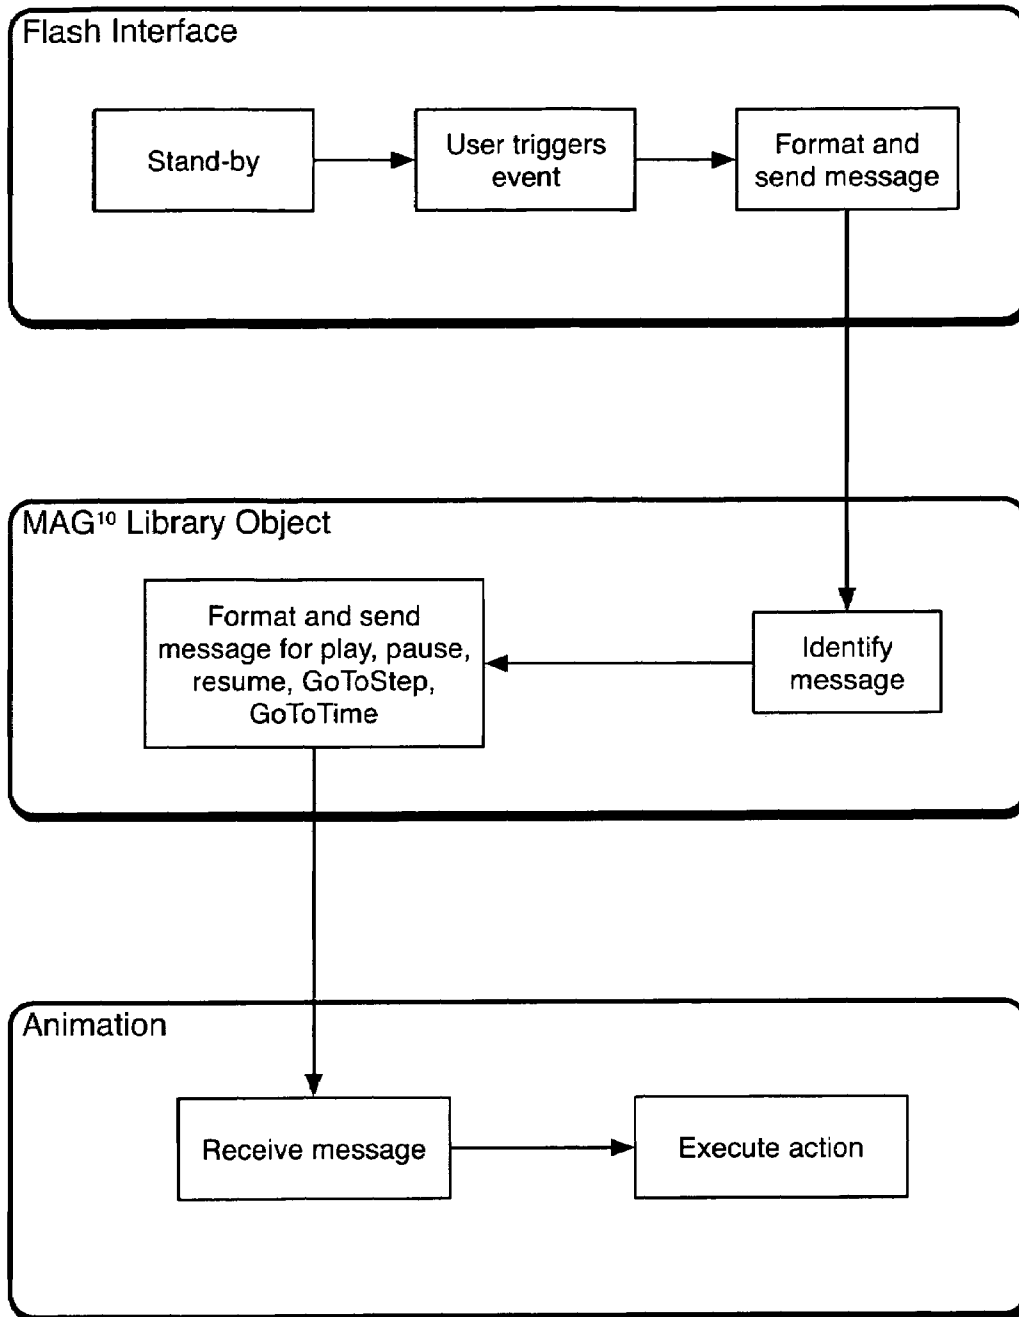 Flash Interface
Stand-by
User triggers
event
Format and
send message
MAG¹⁰ Library Object
Format and send
message for play, pause,
resume, GoToStep,
GoToTime
Identify
message
Animation
Receive message
Execute action